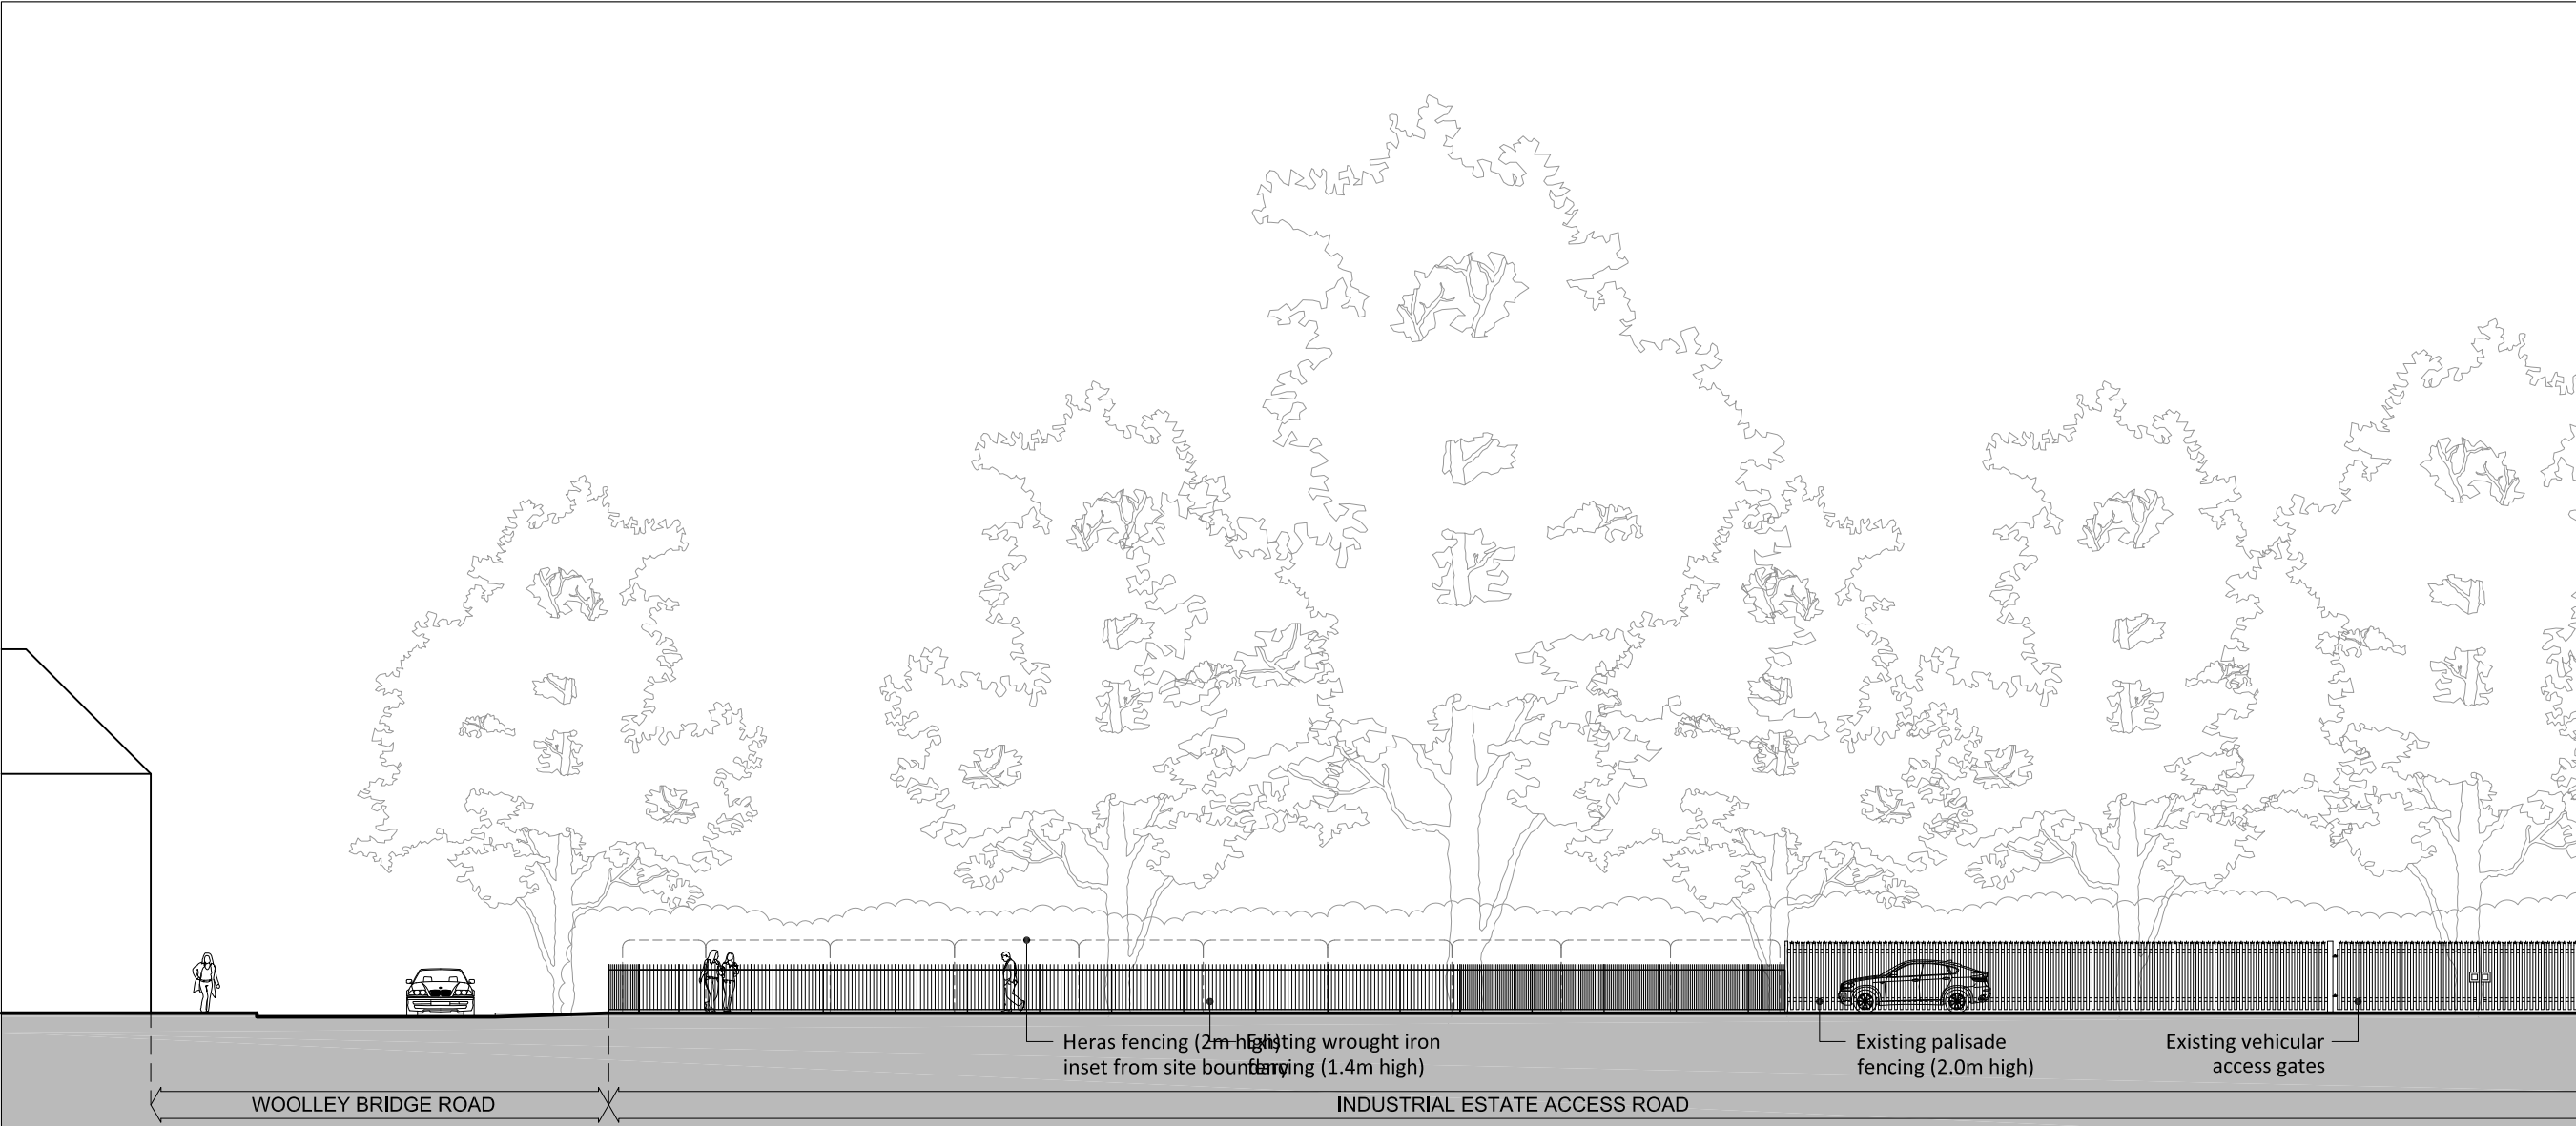 Heras fencing (2m high)
inset from site boundary
Existing wrought iron
fencing (1.4m high)
Existing palisade
fencing (2.0m high)
Existing vehicular
access gates
WOOLLEY BRIDGE ROAD
INDUSTRIAL ESTATE ACCESS ROAD